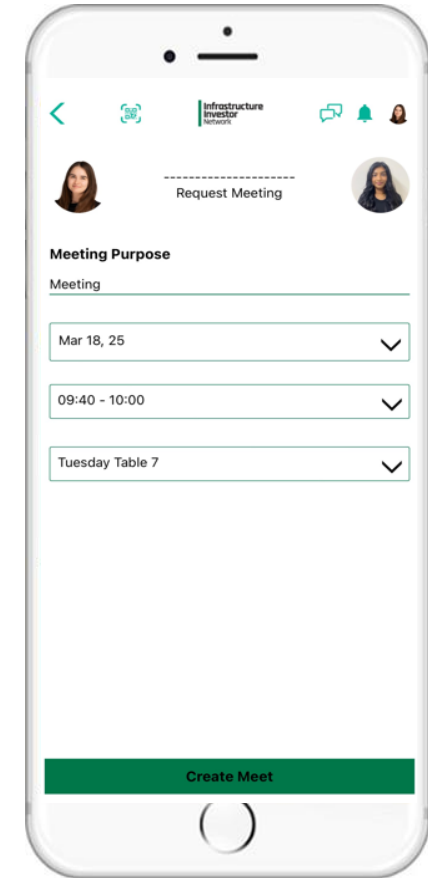 Infrastructure
Investor
Network
--------------------
Request Meeting
Meeting Purpose
Meeting
Mar 18, 25
09:40 - 10:00
Tuesday Table 7
Create Meet